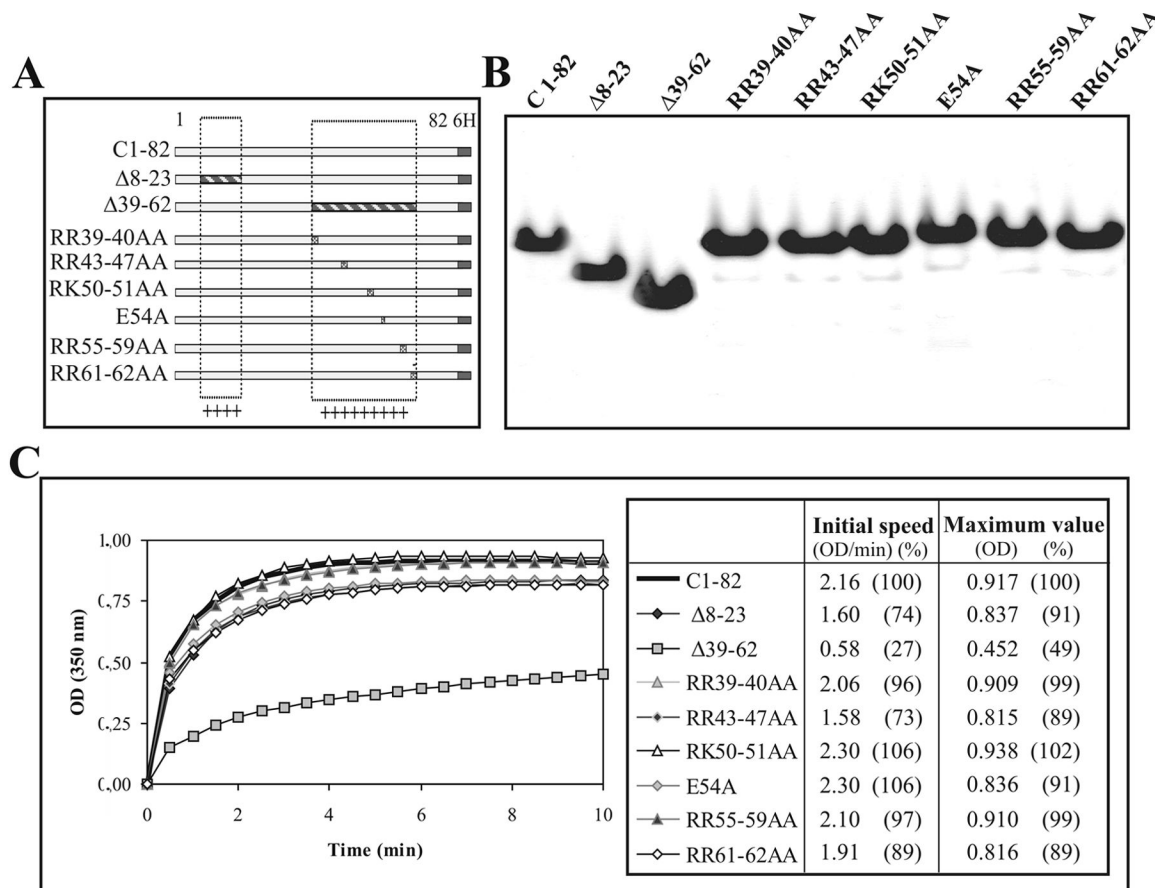 A
1 82 6H
C1-82
Δ8-23
Δ39-62
RR39-40AA
RR43-47AA
RK50-51AA
E54A
RR55-59AA
RR61-62AA
++++ +++++++++
B
C 1-82 Δ8-23 Δ39-62 RR39-40AA RR43-47AA RK50-51AA E54A RR55-59AA RR61-62AA
C
OD (350 nm)
1,00
0,75
0,50
0,25
0,00
0 2 4 6 8 10
Time (min)
Initial speed Maximum value
(OD/min) (%) (OD) (%)
C1-82 2.16 (100) 0.917 (100)
Δ8-23 1.60 (74) 0.837 (91)
Δ39-62 0.58 (27) 0.452 (49)
RR39-40AA 2.06 (96) 0.909 (99)
RR43-47AA 1.58 (73) 0.815 (89)
RK50-51AA 2.30 (106) 0.938 (102)
E54A 2.30 (106) 0.836 (91)
RR55-59AA 2.10 (97) 0.910 (99)
RR61-62AA 1.91 (89) 0.816 (89)